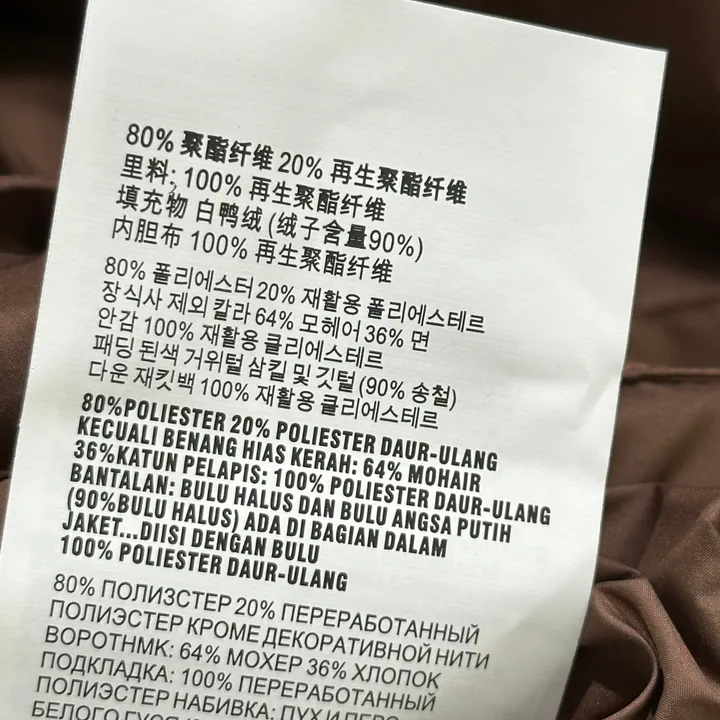 80% 聚酯纤维 20% 再生聚酯纤维
里料: 100% 再生聚酯纤维
填充物 白鸭绒 (绒子含量90%)
内胆布 100% 再生聚酯纤维
80% 폴리에스터 20% 재활용 폴리에스테르
장식사 제외 칼라 64% 모헤어 36% 면
안감 100% 재활용 클리에스테르
패딩 된색 거위털 삼킬 및 깃털 (90% 송철)
다운 재킷백 100% 재활용 클리에스테르
80%POLIESTER 20% POLIESTER DAUR-ULANG
KECUALI BENANG HIAS KERAH: 64% MOHAIR
36%KATUN PELAPIS: 100% POLIESTER DAUR-ULANG
BANTALAN: BULU HALUS DAN BULU ANGSA PUTIH
(90%BULU HALUS) ADA DI BAGIAN DALAM
JAKET...DIISI DENGAN BULU
100% POLIESTER DAUR-ULANG
80% ПОЛИЗСТЕР 20% ПЕРЕРАБОТАННЫЙ
ПОЛИЭСТЕР КРОМЕ ДЕКОРАТИВНОЙ НИТИ
ВОРОТНМК: 64% МОХЕР 36% ХЛОПОК
ПОДКЛАДКА: 100% ПЕРЕРАБОТАННЫЙ
ПОЛИЭСТЕР НАБИВКА: ПУХ И ПЕРО
БЕЛОГО ГУСЯ